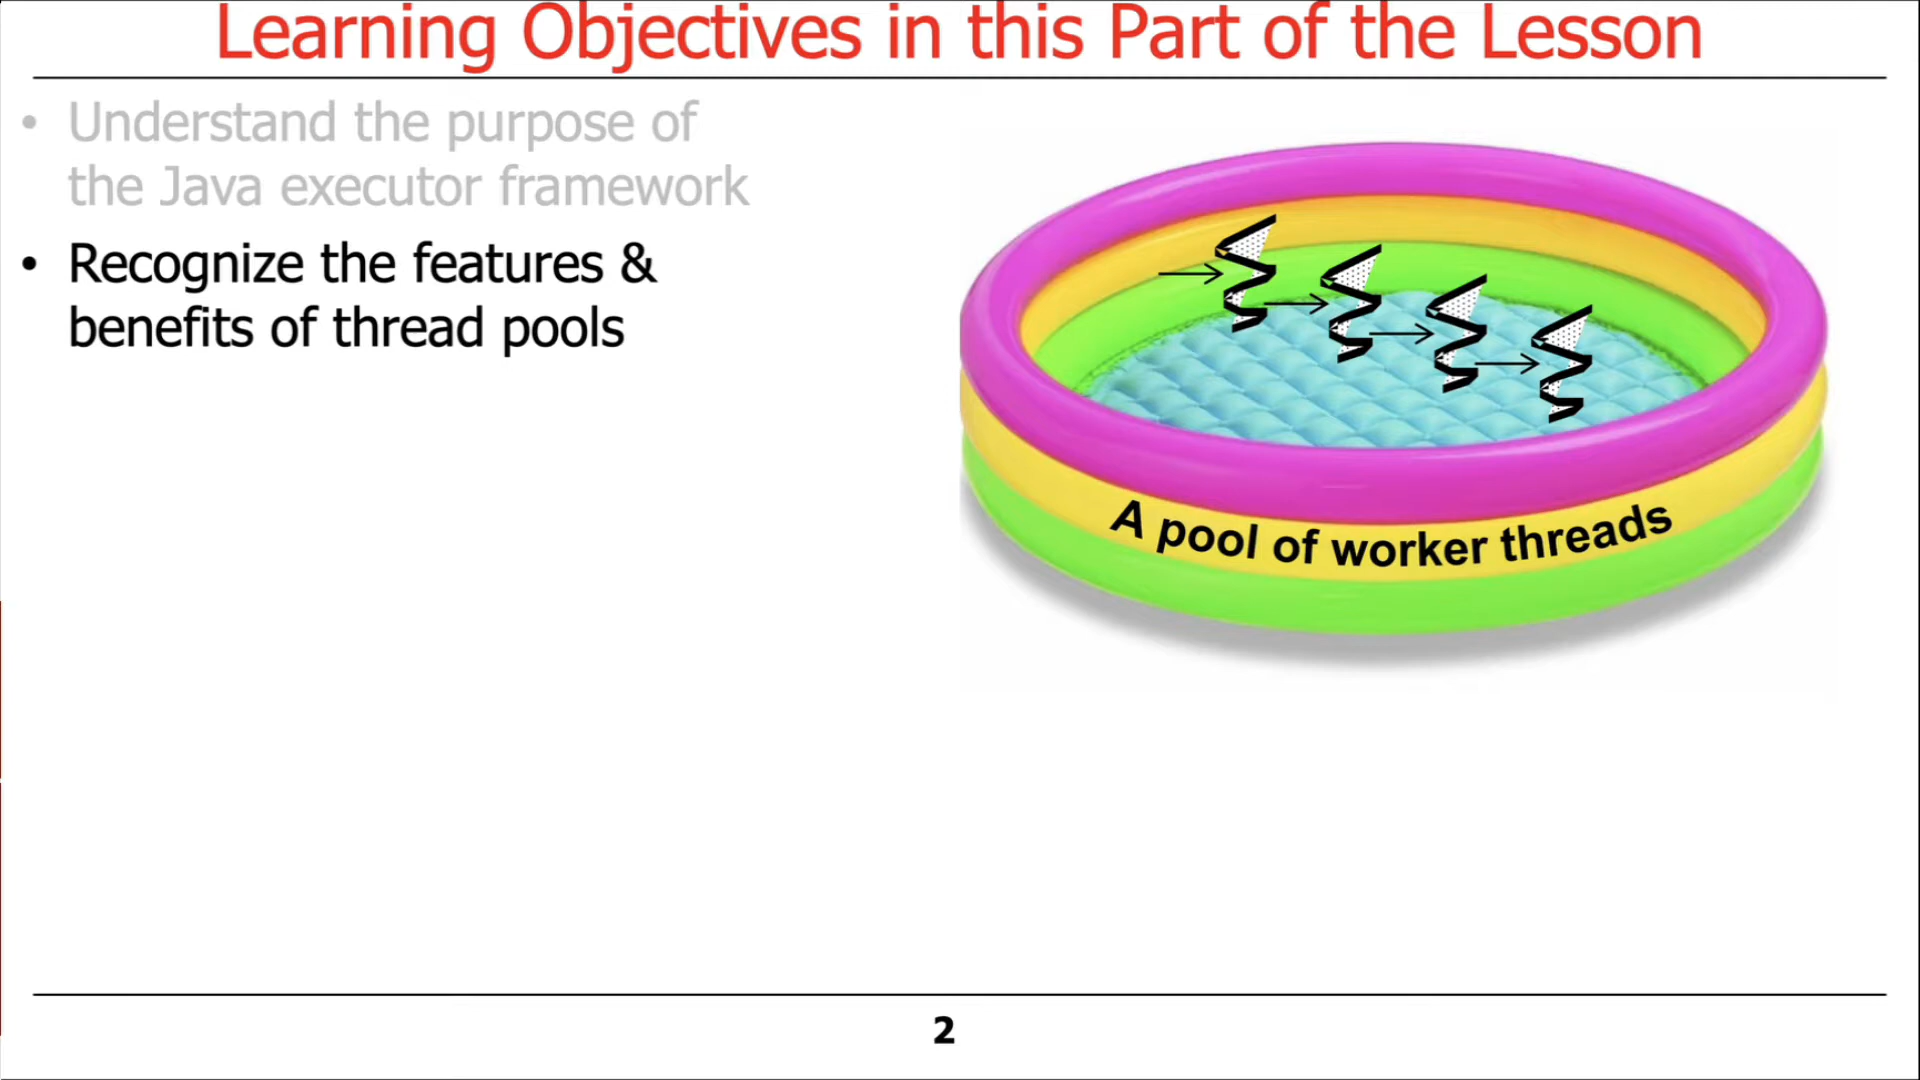 Learning Objectives in this Part of the Lesson
• Understand the purpose of
the Java executor framework
• Recognize the features &
benefits of thread pools
A pool of worker threads
2